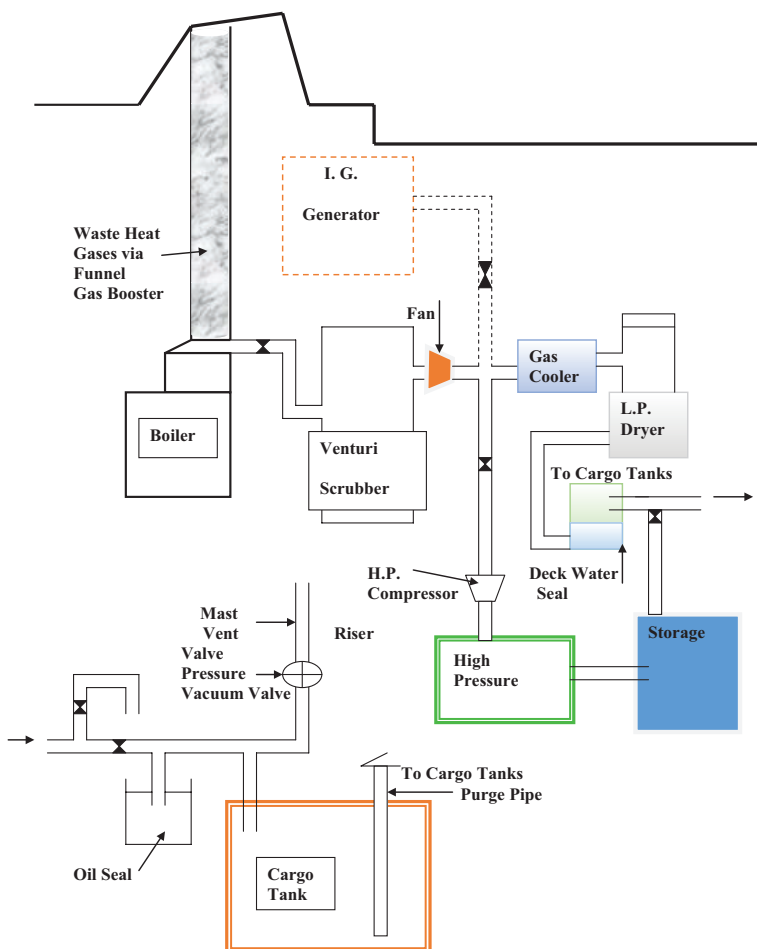 I. G.
Generator
Waste Heat
Gases via
Funnel
Gas Booster
Fan
Gas
Cooler
L.P.
Dryer
Boiler
Venturi
Scrubber
To Cargo Tanks
Deck Water
Seal
H.P.
Compressor
Mast
Vent
Valve
Pressure
Vacuum Valve
Riser
High
Pressure
Storage
To Cargo Tanks
Purge Pipe
Oil Seal
Cargo
Tank